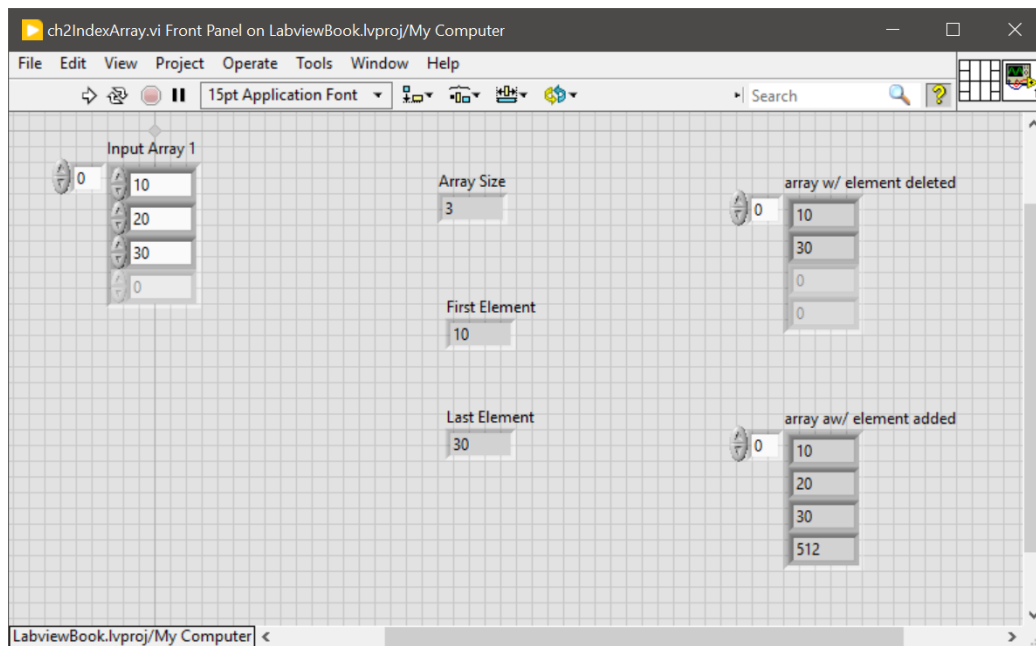 ch2IndexArray.vi Front Panel on LabviewBook.lvproj/My Computer
File Edit View Project Operate Tools Window Help
15pt Application Font
Search
?
Input Array 1
0
10
20
30
0
Array Size
3
First Element
10
Last Element
30
array w/ element deleted
0
10
30
0
0
array aw/ element added
0
10
20
30
512
LabviewBook.lvproj/My Computer